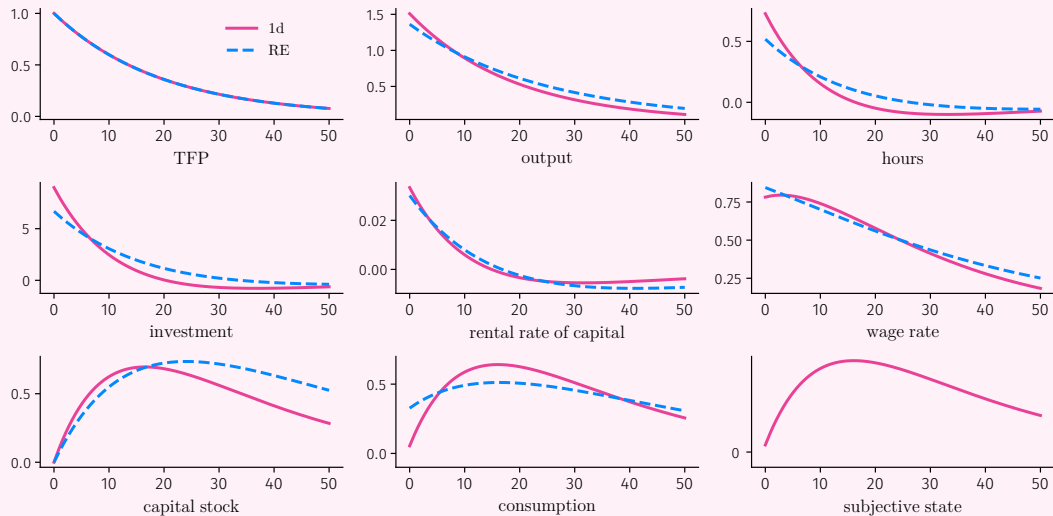 1.0
0.5
0.0
0 10 20 30 40 50
TFP
1d
RE
1.5
1.0
0.5
0 10 20 30 40 50
output
0.5
0.0
0 10 20 30 40 50
hours
5
0
0 10 20 30 40 50
investment
0.02
0.00
0 10 20 30 40 50
rental rate of capital
0.75
0.50
0.25
0 10 20 30 40 50
wage rate
0.5
0.0
0 10 20 30 40 50
capital stock
0.5
0.0
0 10 20 30 40 50
consumption
0
0 10 20 30 40 50
subjective state